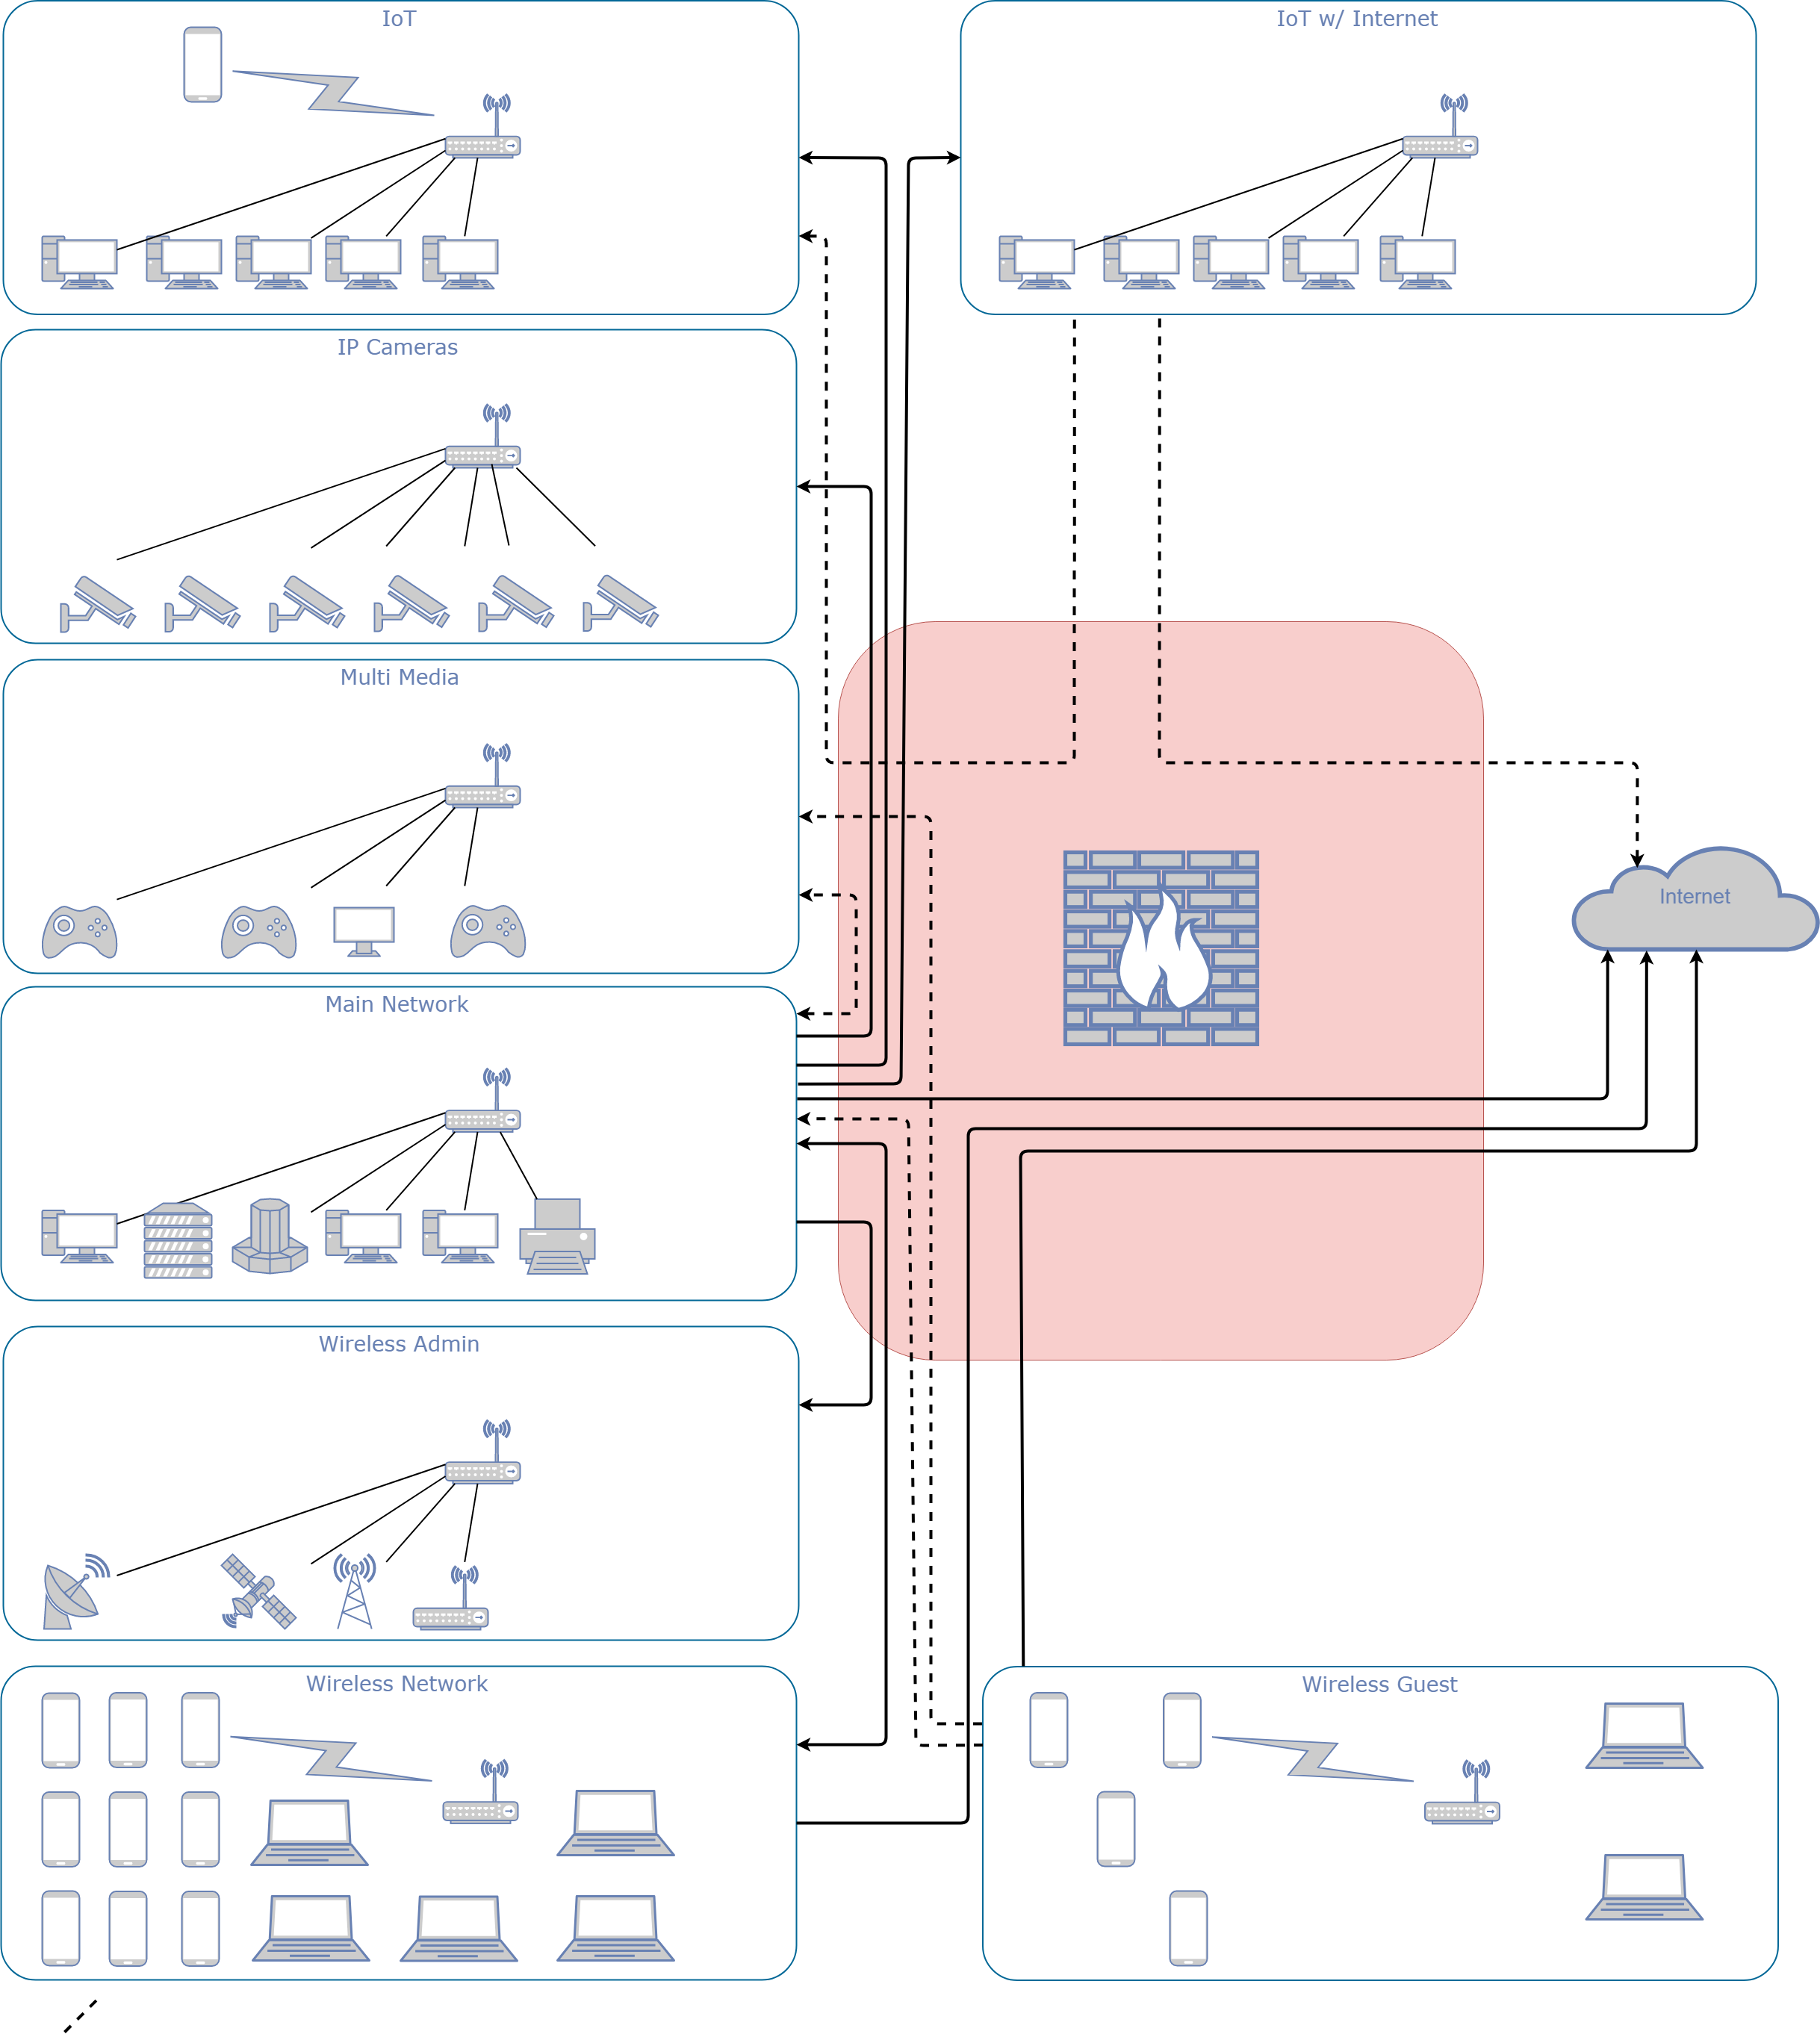 IoT
IoT w/ Internet
IP Cameras
Multi Media
Internet
Main Network
Wireless Admin
Wireless Network
Wireless Guest